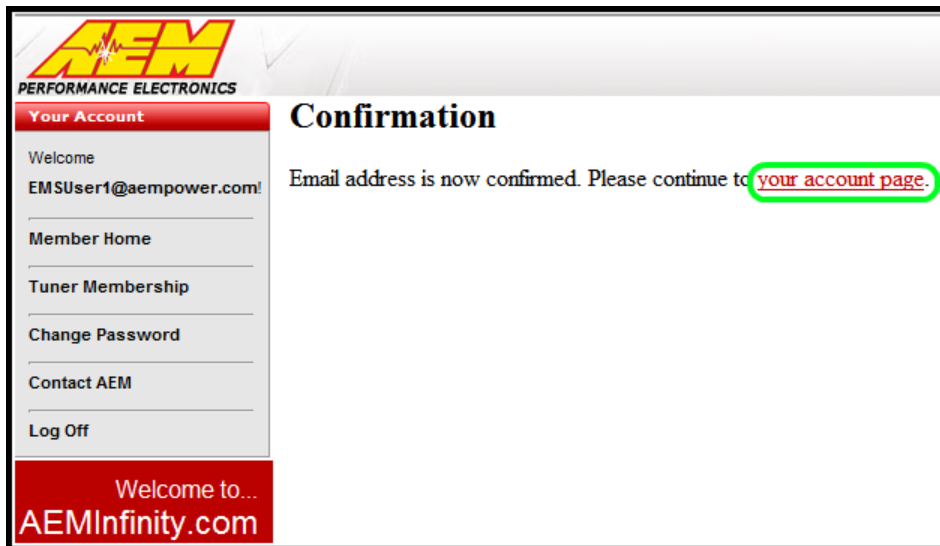 AEM
PERFORMANCE ELECTRONICS
Your Account
Welcome
EMSUser1@aempower.com!
Member Home
Tuner Membership
Change Password
Contact AEM
Log Off
Welcome to...
AEMInfinity.com
Confirmation
Email address is now confirmed. Please continue to your account page.